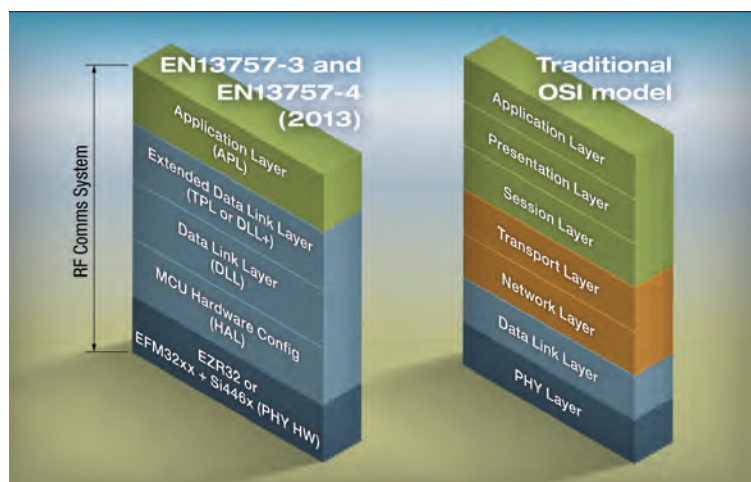 EN13757-3 and
EN13757-4
(2013)
Application Layer
(APL)
Extended Data Link Layer
(TPL or DLL+)
Data Link Layer
(DLL)
MCU Hardware Config
(HAL)
EZR32 or
EFM32xx + Si446x (PHY HW)
RF Comms System
Traditional
OSI model
Application Layer
Presentation Layer
Session Layer
Transport Layer
Network Layer
Data Link Layer
PHY Layer